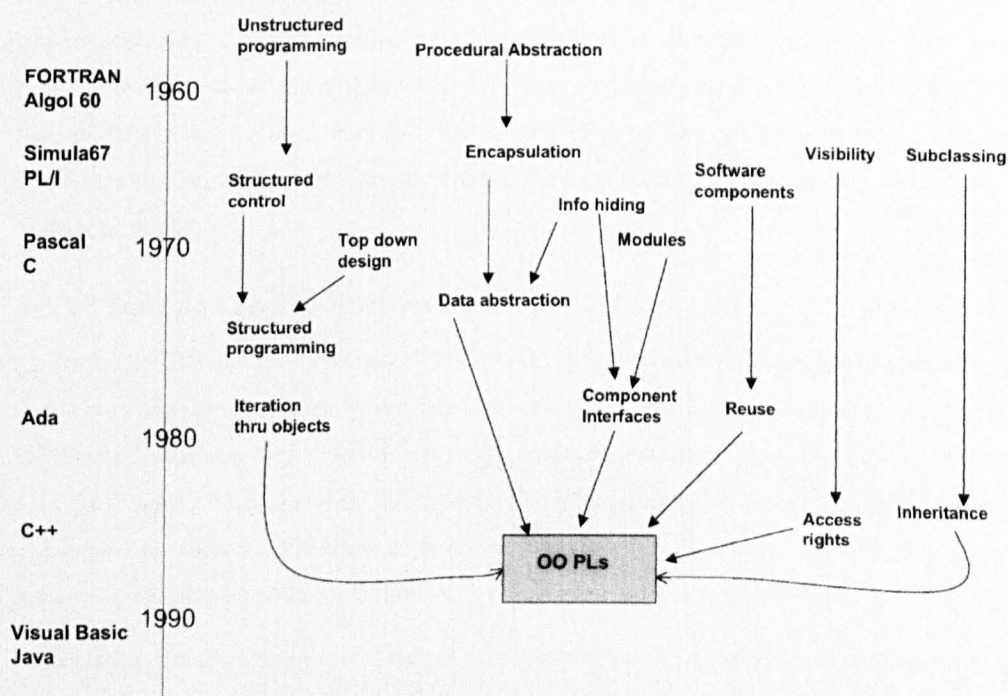 Unstructured
programming
Procedural Abstraction
FORTRAN
Algol 60
1960
Simula67
PL/I
Encapsulation
Visibility
Subclassing
Software
components
Structured
control
Info hiding
Pascal
C
1970
Top down
design
Modules
Data abstraction
Structured
programming
Ada
1980
Iteration
thru objects
Component
Interfaces
Reuse
C++
Access
rights
Inheritance
OO PLs
1990
Visual Basic
Java